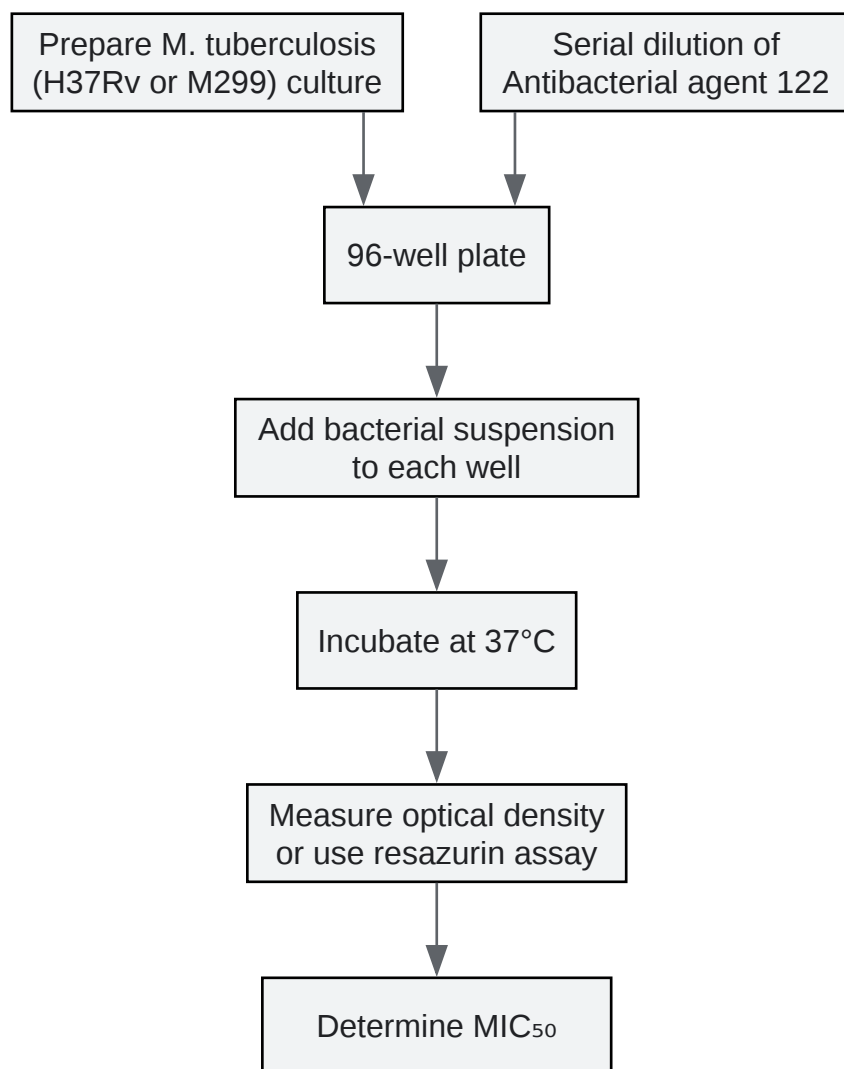 Prepare M. tuberculosis
(H37Rv or M299) culture
Serial dilution of
Antibacterial agent 122
96-well plate
Add bacterial suspension
to each well
Incubate at 37°C
Measure optical density
or use resazurin assay
Determine MIC₅₀